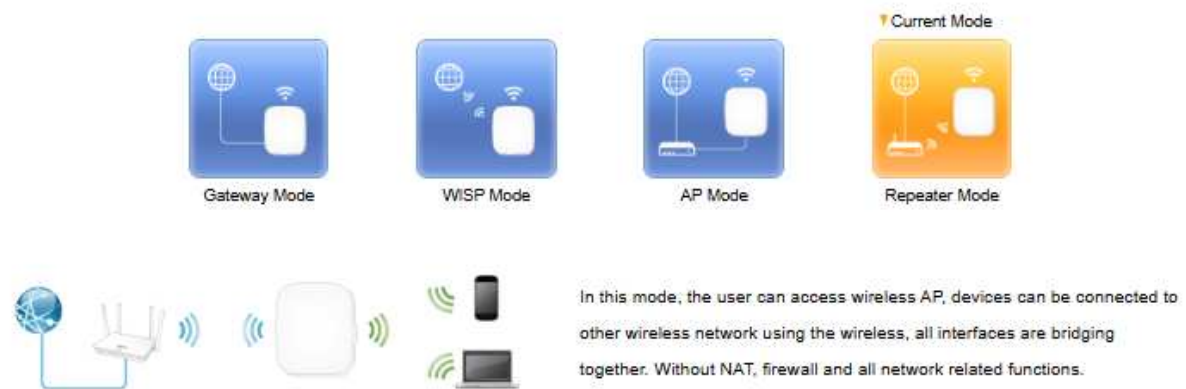 Current Mode
Gateway Mode
WISP Mode
AP Mode
Repeater Mode
In this mode, the user can access wireless AP, devices can be connected to
other wireless network using the wireless, all interfaces are bridging
together. Without NAT, firewall and all network related functions.